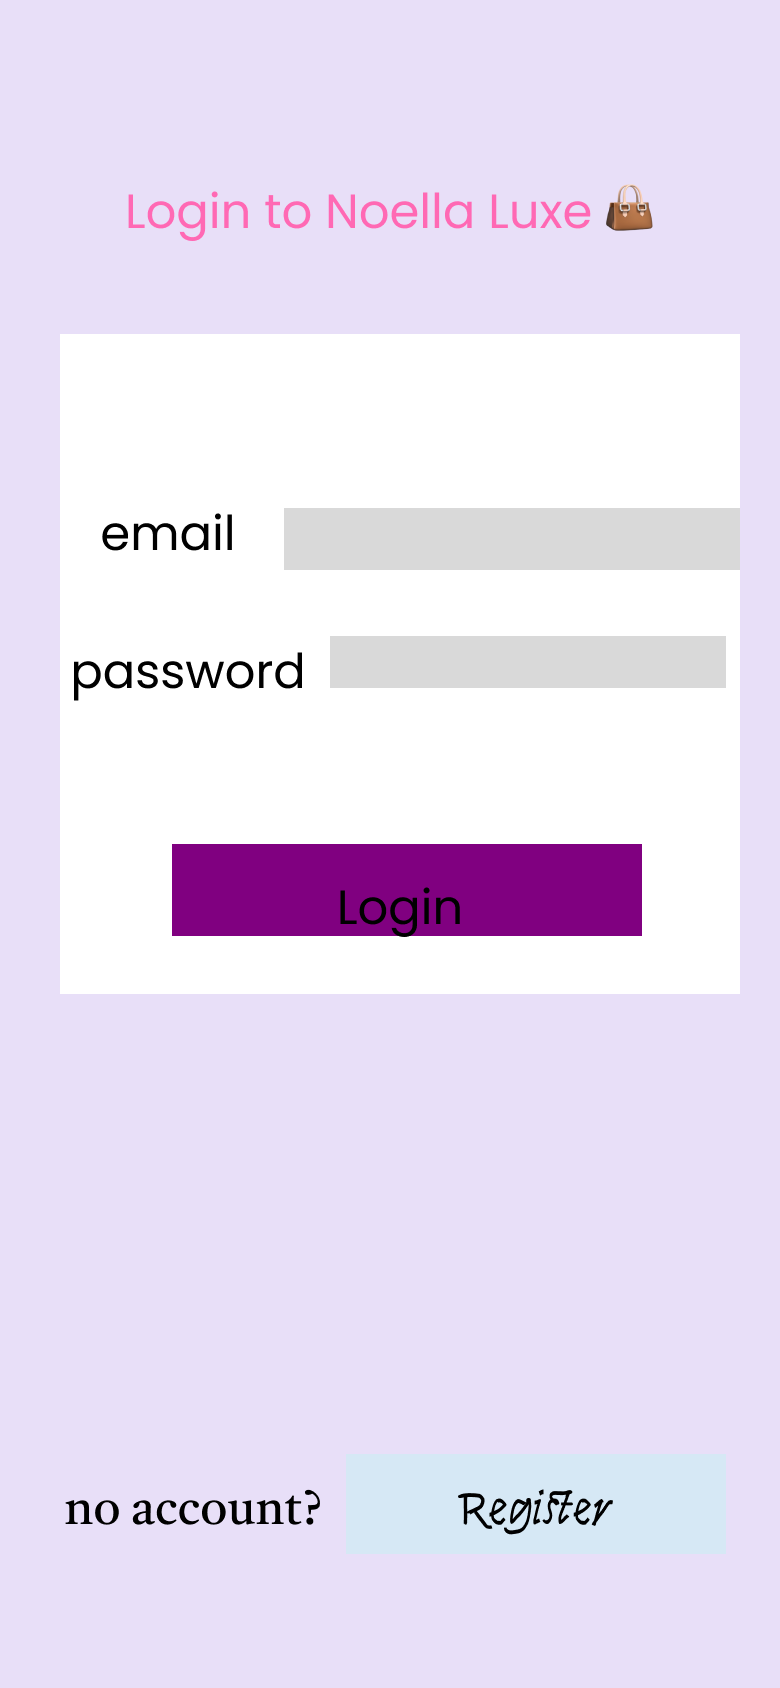 Login to Noella Luxe 👜
email
password
Login
no account? Register